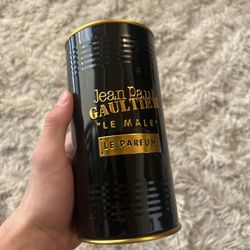 Jean Paul
GAULTIER
"LE MALE"
LE PARFUM